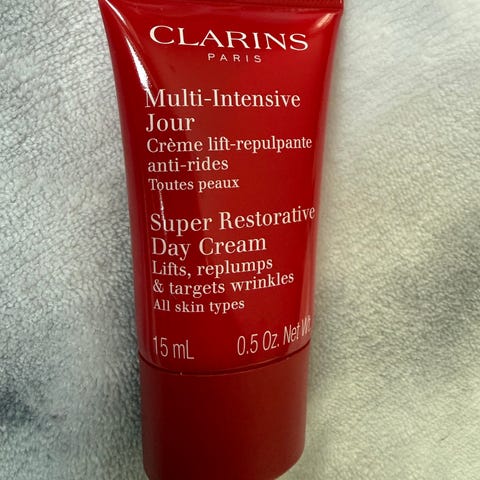 CLARINS
PARIS
Multi-Intensive
Jour
Crème lift-repulpante
anti-rides
Toutes peaux
Super Restorative
Day Cream
Lifts, replumps
& targets wrinkles
All skin types
15 mL 0.5 Oz. Net